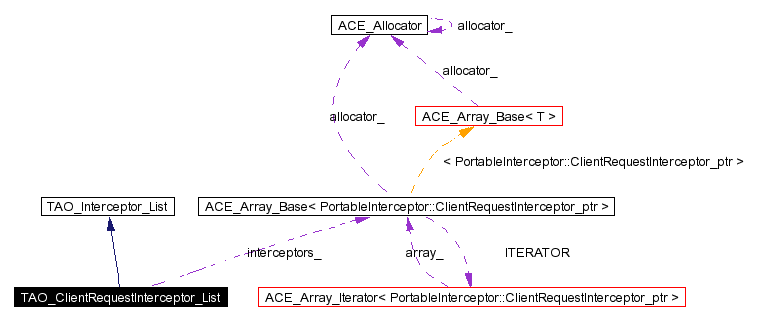 ACE_Allocator
allocator_
allocator_
ACE_Array_Base< T >
allocator_
< PortableInterceptor::ClientRequestInterceptor_ptr >
TAO_Interceptor_List
ACE_Array_Base< PortableInterceptor::ClientRequestInterceptor_ptr >
interceptors_
array_
ITERATOR
TAO_ClientRequestInterceptor_List
ACE_Array_Iterator< PortableInterceptor::ClientRequestInterceptor_ptr >